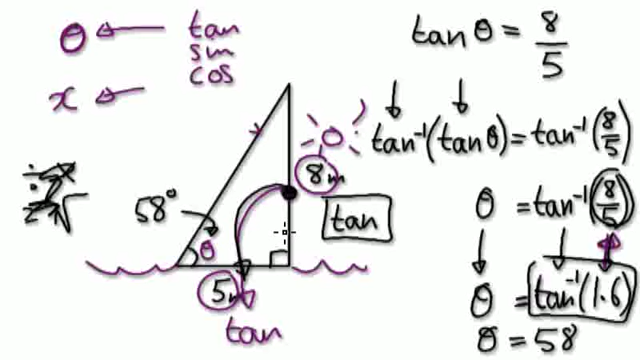 θ ← tan
sin
cos
x ←
58°
θ
8m
tan
5
tan
tan θ = 8/5
tan⁻¹(tan θ) = tan⁻¹(8/5)
θ = tan⁻¹(8/5)
θ = tan⁻¹(1.6)
θ = 58